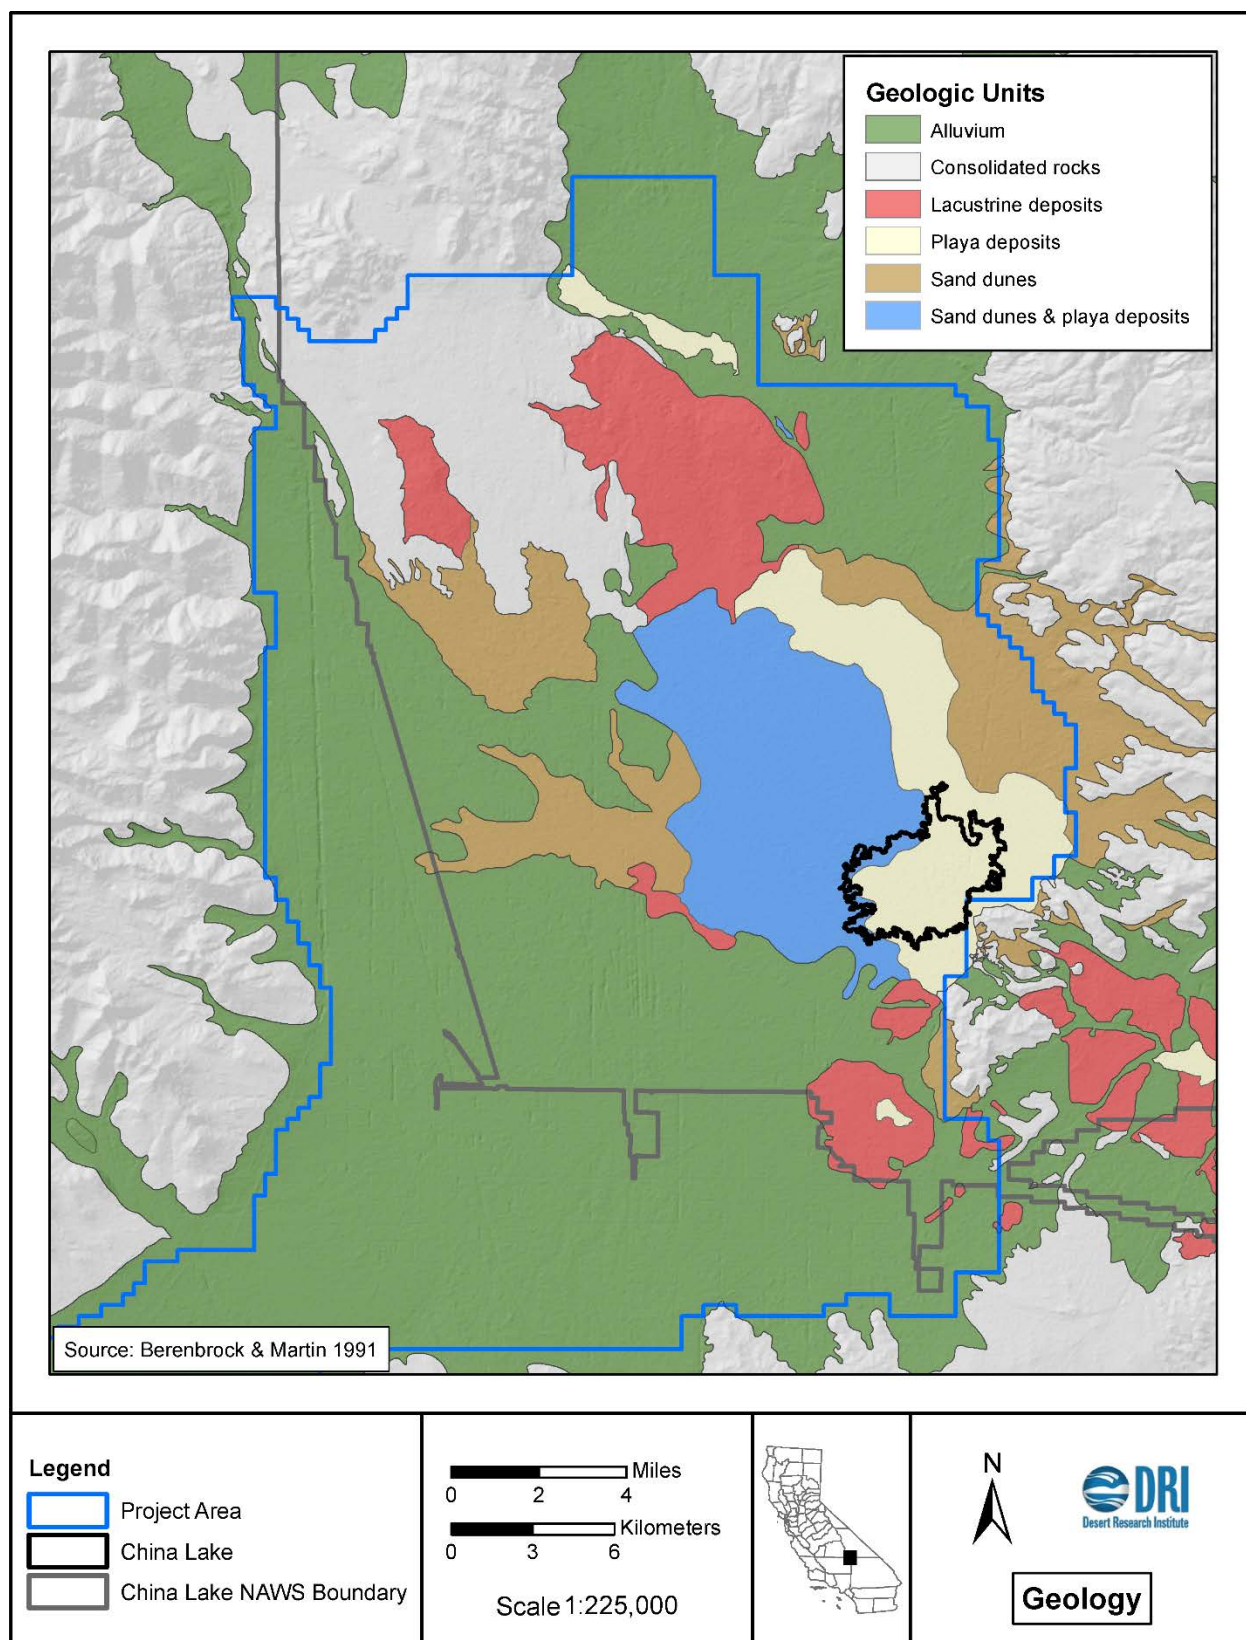 Geologic Units
Alluvium
Consolidated rocks
Lacustrine deposits
Playa deposits
Sand dunes
Sand dunes & playa deposits
Source: Berenbrock & Martin 1991
Legend
Project Area
China Lake
China Lake NAWS Boundary
Miles
0 2 4
Kilometers
0 3 6
Scale 1:225,000
N
DRI
Desert Research Institute
Geology